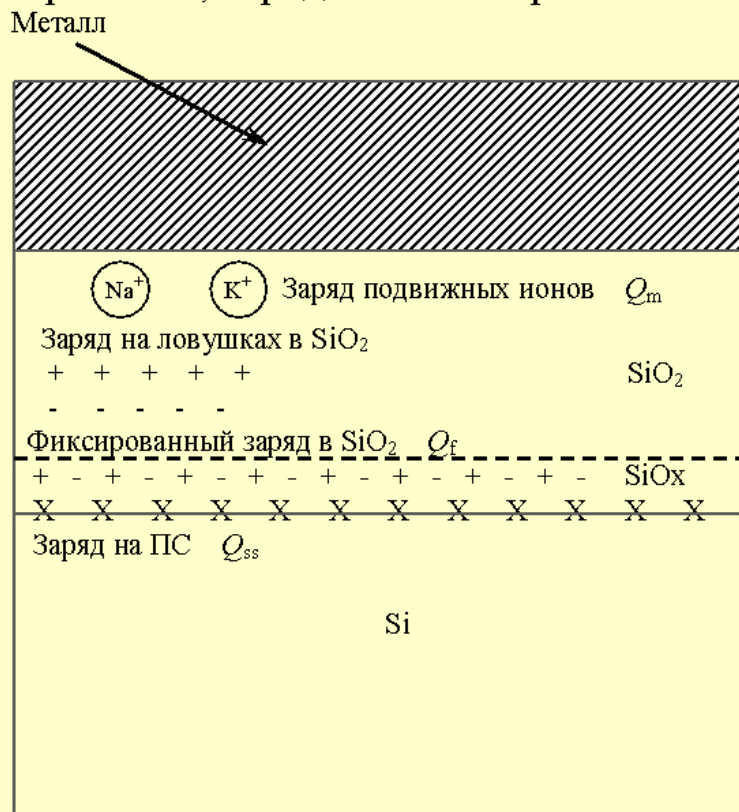 Металл
Na⁺ K⁺ Заряд подвижных ионов Qm
Заряд на ловушках в SiO₂
+ + + + + SiO₂
- - - - -
Фиксированный заряд в SiO₂ Qf
+ - + - + - + - + - + - + - + - SiOx
X X X X X X X X X X X X
Заряд на ПС Qss
Si